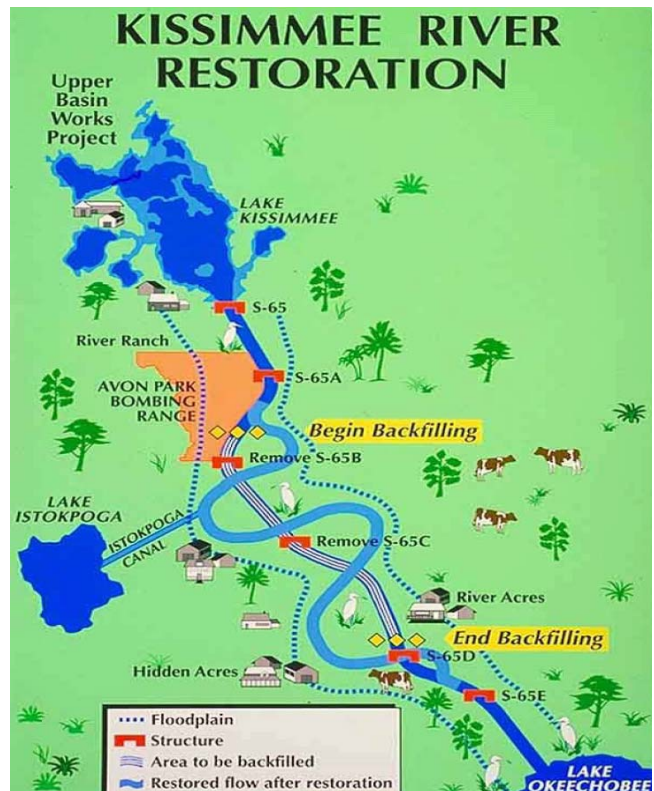 KISSIMMEE RIVER
RESTORATION
Upper
Basin
Works
Project
LAKE
KISSIMMEE
S-65
River Ranch
S-65A
AVON PARK
BOMBING
RANGE
Begin Backfilling
Remove S-65B
LAKE
ISTOKPOGA
ISTOKPOGA
CANAL
Remove S-65C
River Acres
End Backfilling
S-65D
Hidden Acres
S-65E
Floodplain
Structure
Area to be backfilled
Restored flow after restoration
LAKE
OKEECHOBEE